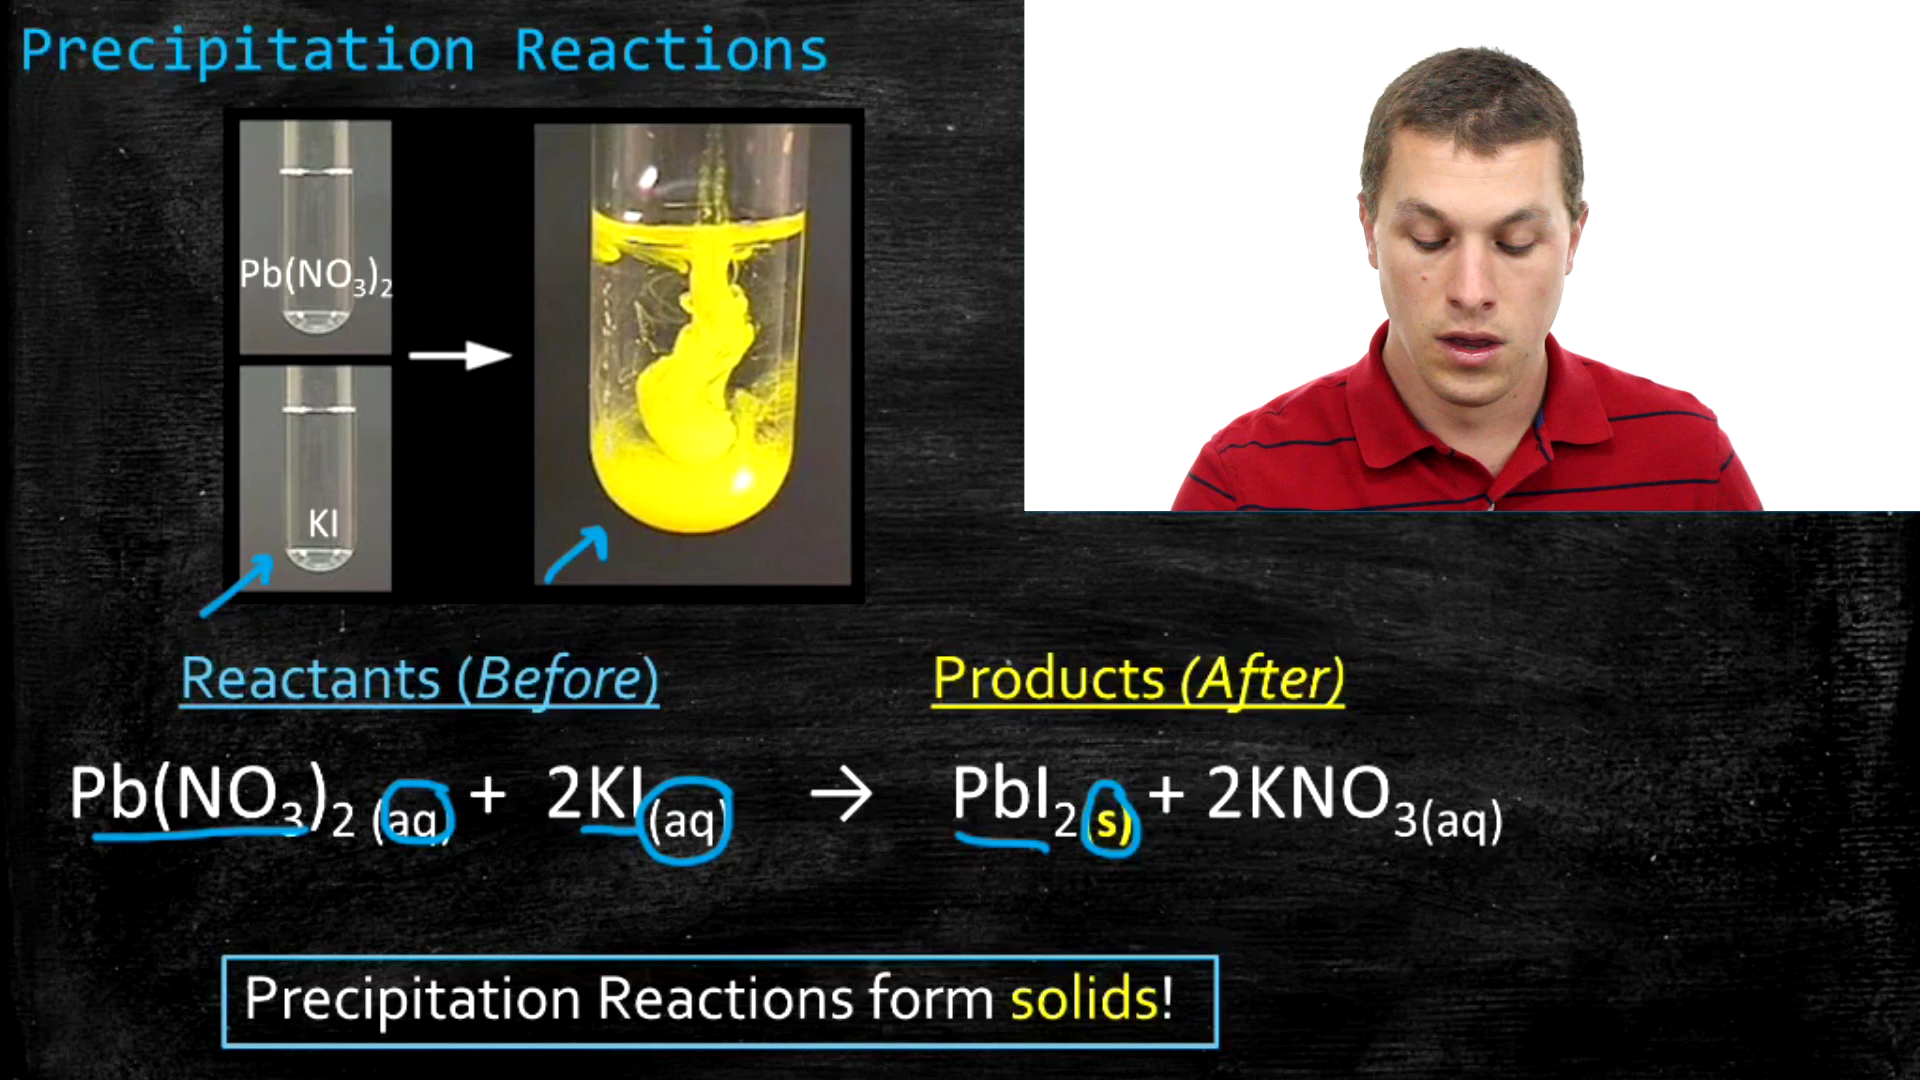 Precipitation Reactions
Pb(NO₃)₂
KI
Reactants (Before)
Products (After)
Pb(NO₃)₂ (aq) + 2KI(aq) → PbI₂(s) + 2KNO₃(aq)
Precipitation Reactions form solids!